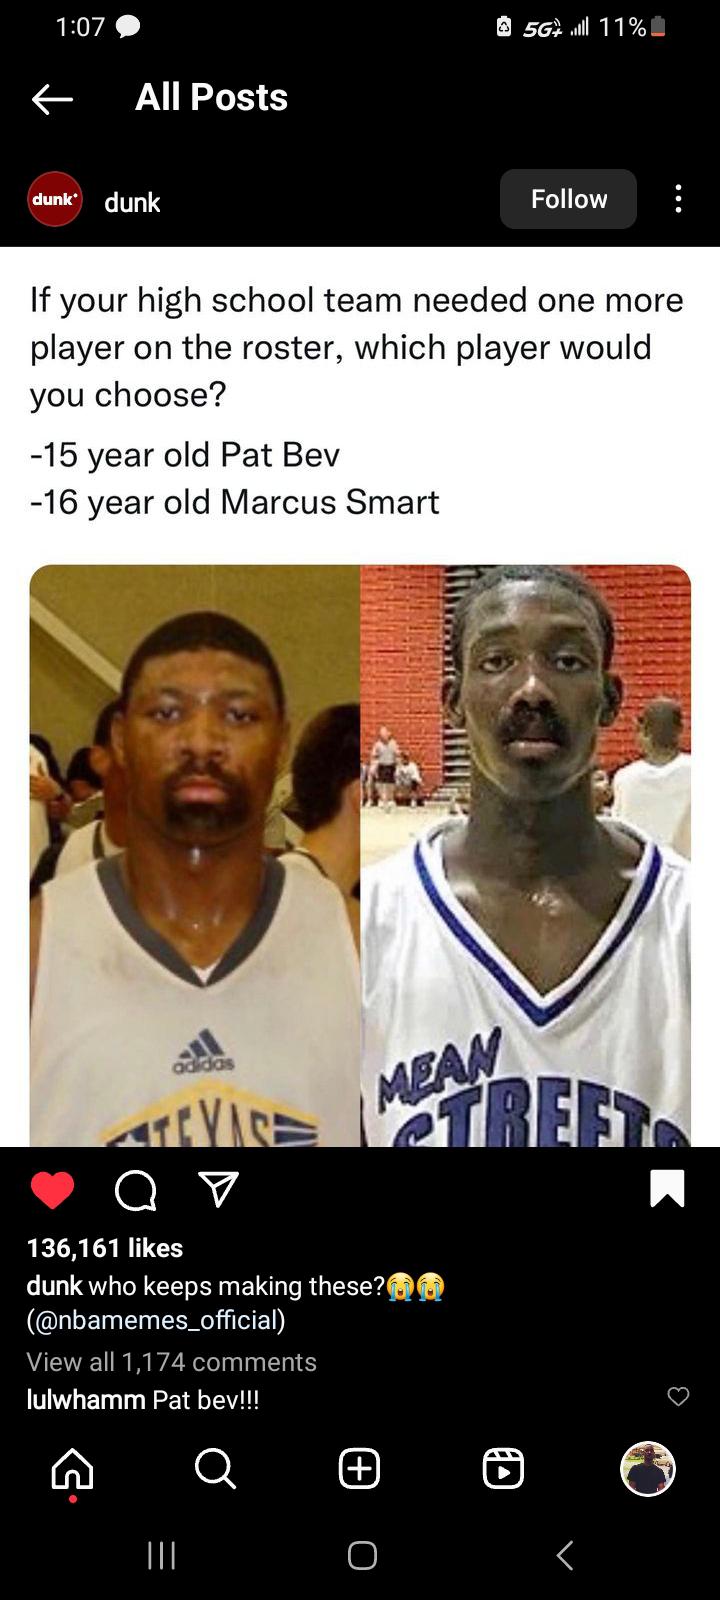 1:07 5G+ 11%
All Posts
dunk* dunk Follow
If your high school team needed one more
player on the roster, which player would
you choose?
-15 year old Pat Bev
-16 year old Marcus Smart
adidas
TEXAS
MEAN
STREETS
136,161 likes
dunk who keeps making these?😭😭
(@nbamemes_official)
View all 1,174 comments
lulwhamm Pat bev!!!